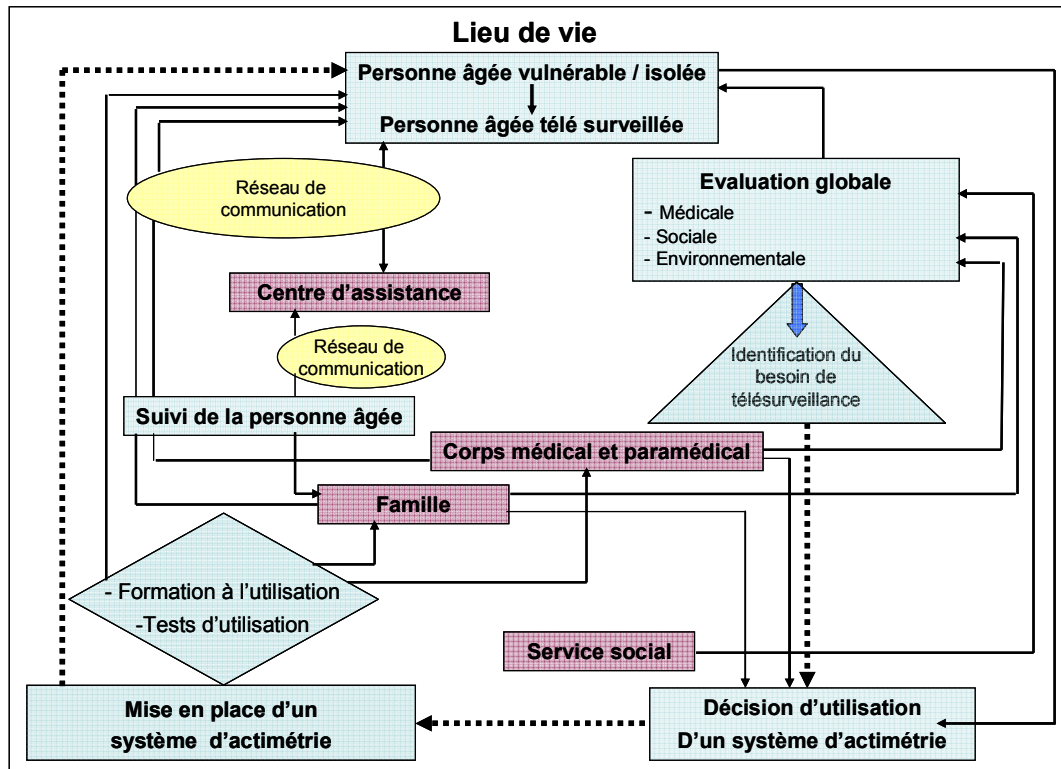 Lieu de vie
Personne âgée vulnérable / isolée
Personne âgée télé surveillée
Réseau de
communication
Evaluation globale
- Médicale
- Sociale
- Environnementale
Centre d'assistance
Réseau de
communication
Identification du
besoin de
télésurveillance
Suivi de la personne âgée
Corps médical et paramédical
Famille
- Formation à l'utilisation
-Tests d'utilisation
Service social
Mise en place d'un
système d'actimétrie
Décision d'utilisation
D'un système d'actimétrie